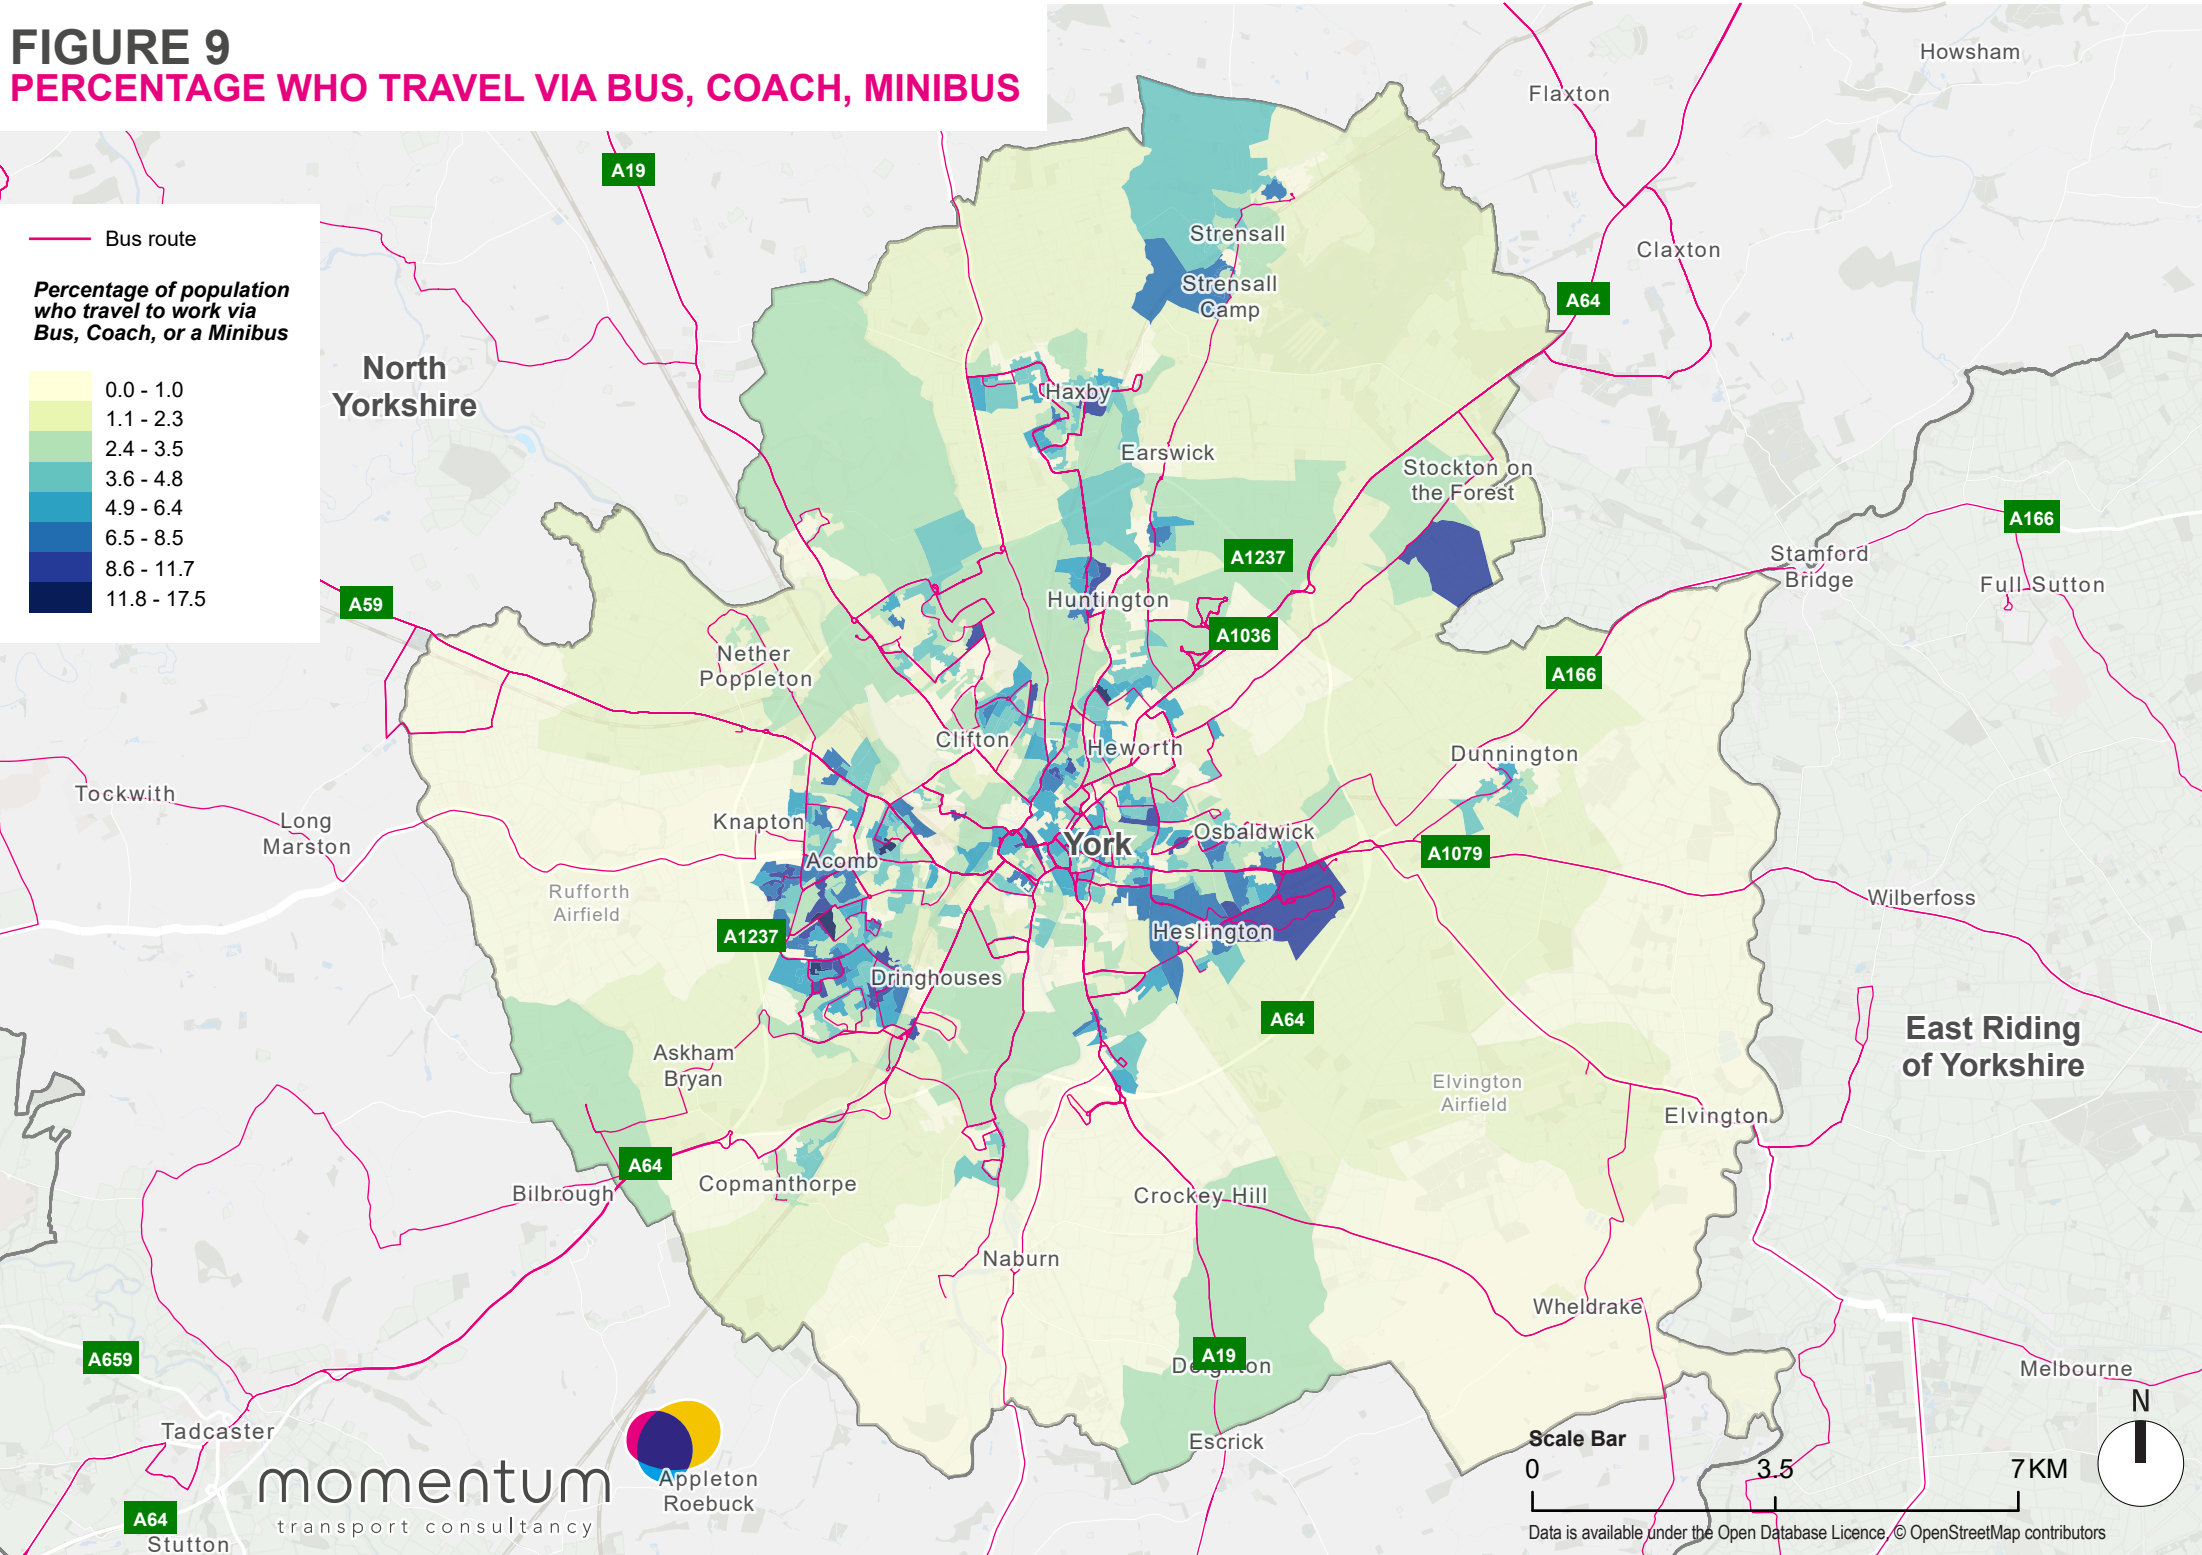 FIGURE 9
PERCENTAGE WHO TRAVEL VIA BUS, COACH, MINIBUS
Bus route
Percentage of population
who travel to work via
Bus, Coach, or a Minibus
0.0 - 1.0
1.1 - 2.3
2.4 - 3.5
3.6 - 4.8
4.9 - 6.4
6.5 - 8.5
8.6 - 11.7
11.8 - 17.5
Howsham
Flaxton
A19
Strensall
Claxton
Strensall
Camp
A64
North
Yorkshire
Haxby
Earswick
Stockton on
the Forest
A166
A1237
Stamford
Bridge
Full Sutton
A59
Huntington
A1036
Nether
Poppleton
A166
Clifton
Heworth
Dunnington
Tockwith
Long
Marston
Knapton
York
Osbaldwick
Acomb
A1079
Rufforth
Airfield
Wilberfoss
A1237
Heslington
Dringhouses
A64
East Riding
of Yorkshire
Askham
Bryan
Elvington
Airfield
Elvington
A64
Bilbrough
Copmanthorpe
Crockey Hill
Naburn
Wheldrake
A659
A19
Deighton
Melbourne
Tadcaster
Escrick
Appleton
Roebuck
A64
Stutton
momentum
transport consultancy
N
Scale Bar
0 3.5 7 KM
Data is available under the Open Database Licence, © OpenStreetMap contributors